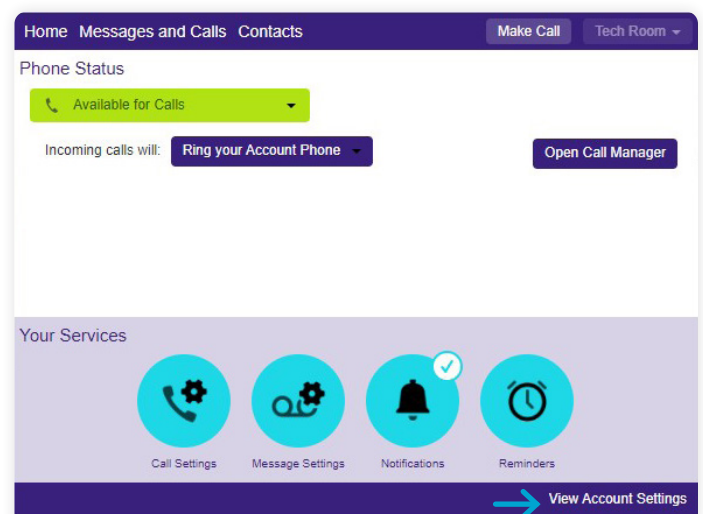 Home Messages and Calls Contacts Make Call Tech Room
Phone Status
Available for Calls
Incoming calls will: Ring your Account Phone Open Call Manager
Your Services
Call Settings Message Settings Notifications Reminders
View Account Settings